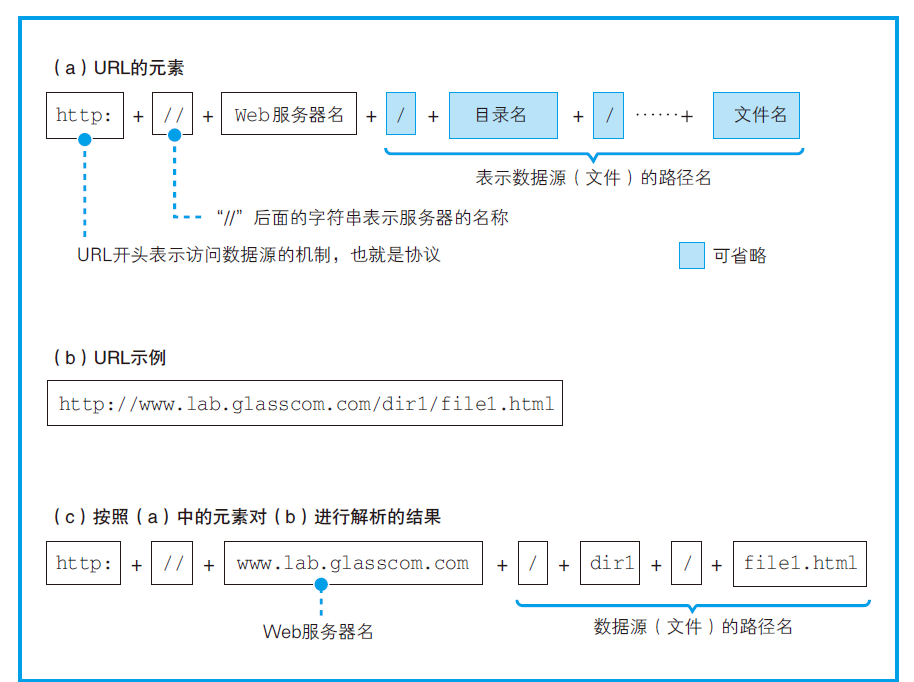 （a）URL的元素
http: + // + Web服务器名 + / + 目录名 + / ……+ 文件名
表示数据源（文件）的路径名
“//”后面的字符串表示服务器的名称
URL开头表示访问数据源的机制，也就是协议
可省略
（b）URL示例
http://www.lab.glasscom.com/dir1/file1.html
（c）按照（a）中的元素对（b）进行解析的结果
http: + // + www.lab.glasscom.com + / + dir1 + / + file1.html
Web服务器名
数据源（文件）的路径名